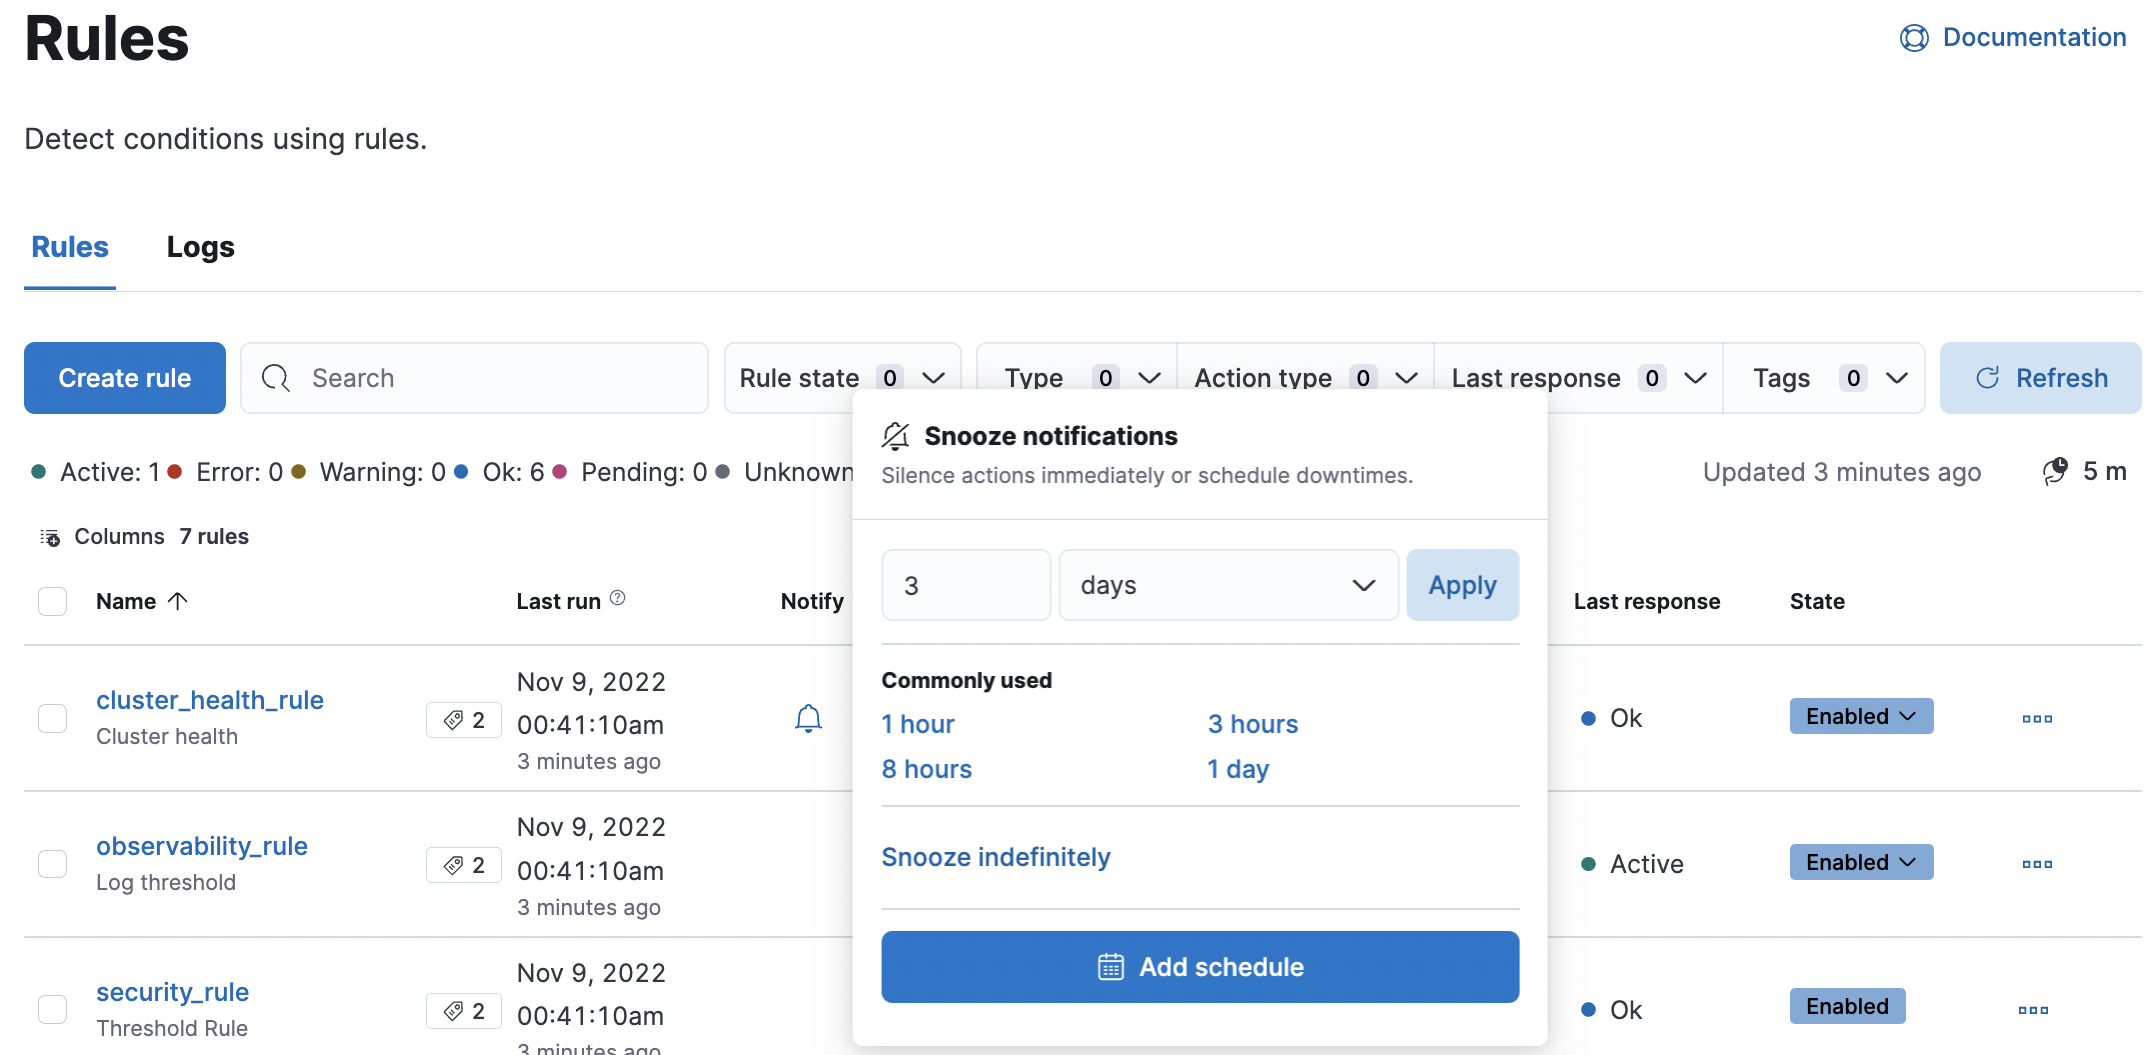 Rules
Documentation
Detect conditions using rules.
Rules Logs
Create rule Search Rule state 0 Type 0 Action type 0 Last response 0 Tags 0 Refresh
Snooze notifications
Silence actions immediately or schedule downtimes.
Active: 1 Error: 0 Warning: 0 Ok: 6 Pending: 0 Unknown
Updated 3 minutes ago 5 m
Columns 7 rules
3 days Apply
Name Last run Notify
Last response State
Commonly used
1 hour 3 hours
8 hours 1 day
Snooze indefinitely
Add schedule
cluster_health_rule
Cluster health
2
Nov 9, 2022
00:41:10am
3 minutes ago
Ok
Enabled
observability_rule
Log threshold
2
Nov 9, 2022
00:41:10am
3 minutes ago
Active
Enabled
security_rule
Threshold Rule
2
Nov 9, 2022
00:41:10am
3 minutes ago
Ok
Enabled